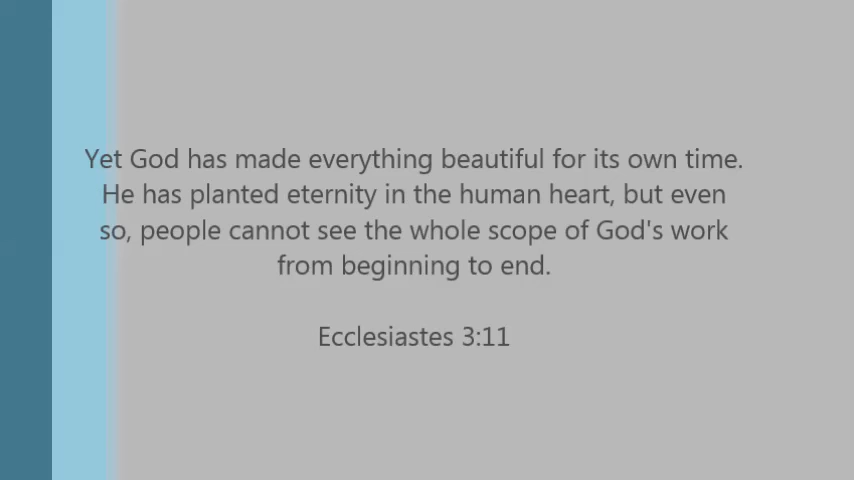 Yet God has made everything beautiful for its own time.
He has planted eternity in the human heart, but even
so, people cannot see the whole scope of God's work
from beginning to end.
Ecclesiastes 3:11